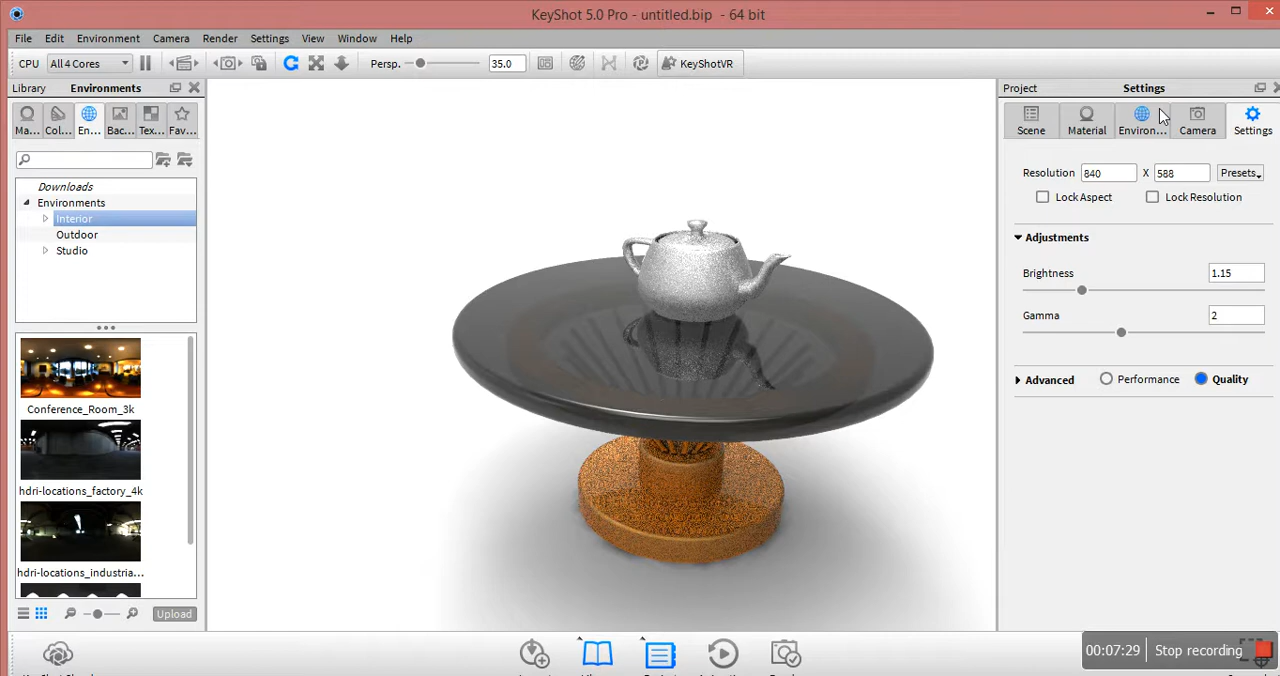 KeyShot 5.0 Pro - untitled.bip - 64 bit
File Edit Environment Camera Render Settings View Window Help
CPU All 4 Cores Persp. 35.0 KeyShotVR
Library Environments
Project Settings
Ma... Col... En... Bac... Tex... Fav...
Scene Material Environ... Camera Settings
Downloads
Environments
Interior
Outdoor
Studio
Conference_Room_3k
hdri-locations_factory_4k
hdri-locations_industria...
Upload
Resolution 840 X 588 Presets
Lock Aspect Lock Resolution
Adjustments
Brightness 1.15
Gamma 2
Advanced Performance Quality
00:07:29 Stop recording